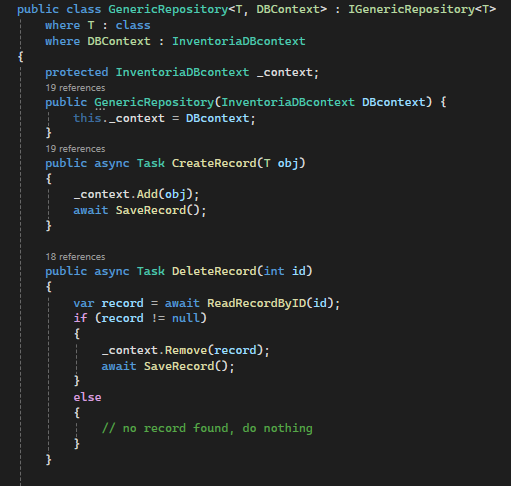 public class GenericRepository<T, DBContext> : IGenericRepository<T>
where T : class
where DBContext : InventoriaDBcontext
{
protected InventoriaDBcontext _context;
19 references
public GenericRepository(InventoriaDBcontext DBcontext) {
this._context = DBcontext;
}
19 references
public async Task CreateRecord(T obj)
{
_context.Add(obj);
await SaveRecord();
}
18 references
public async Task DeleteRecord(int id)
{
var record = await ReadRecordByID(id);
if (record != null)
{
_context.Remove(record);
await SaveRecord();
}
else
{
// no record found, do nothing
}
}